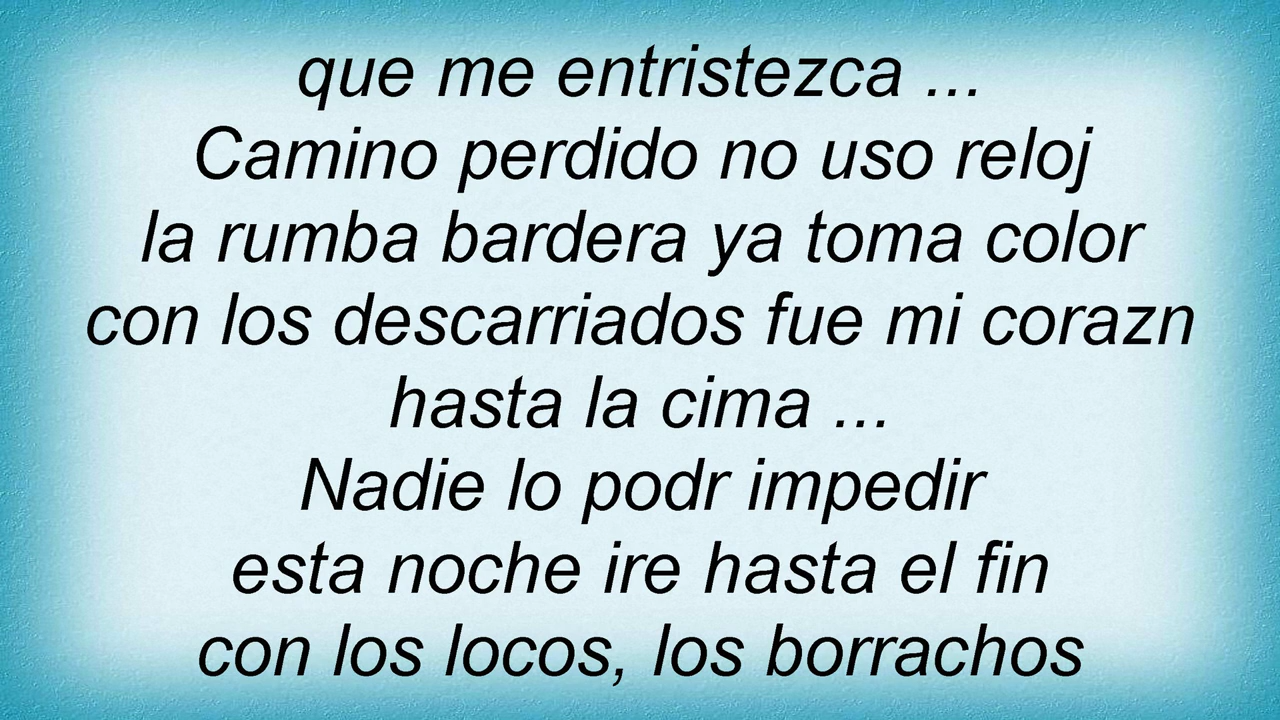 que me entristezca ...
Camino perdido no uso reloj
la rumba bardera ya toma color
con los descarriados fue mi corazn
hasta la cima ...
Nadie lo podr impedir
esta noche ire hasta el fin
con los locos, los borrachos